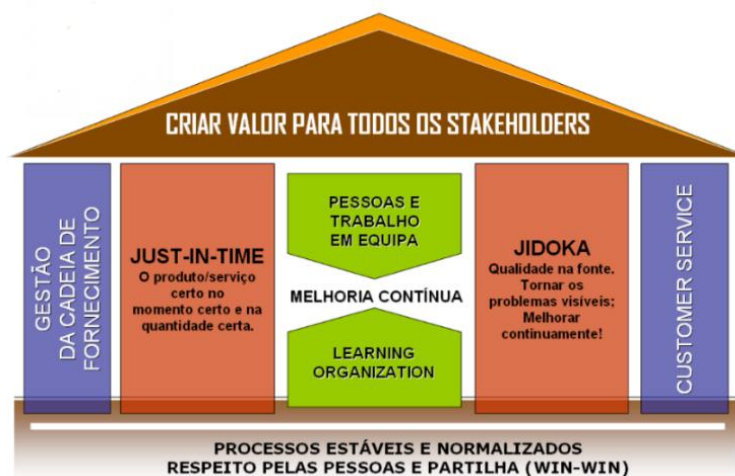 CRIAR VALOR PARA TODOS OS STAKEHOLDERS
GESTÃO
DA CADEIA DE
FORNECIMENTO
JUST-IN-TIME
O produto/serviço
certo no
momento certo e na
quantidade certa.
PESSOAS E
TRABALHO
EM EQUIPA
MELHORIA CONTÍNUA
LEARNING
ORGANIZATION
JIDOKA
Qualidade na fonte.
Tornar os
problemas visíveis;
Melhorar
continuamente!
CUSTOMER SERVICE
PROCESSOS ESTÁVEIS E NORMALIZADOS
RESPEITO PELAS PESSOAS E PARTILHA (WIN-WIN)